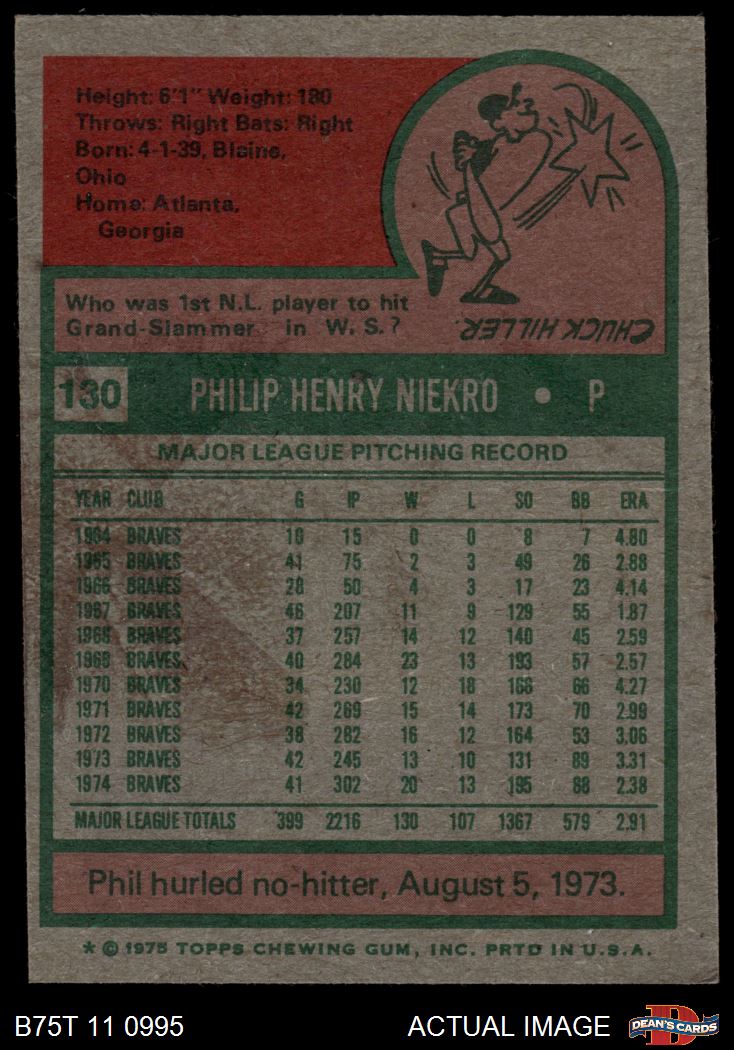 Height: 6'1" Weight: 180
Throws: Right Bats: Right
Born: 4-1-39, Blaine,
Ohio
Home: Atlanta,
Georgia
Who was 1st N.L. player to hit
Grand-Slammer in W. S.?
CHUCK HILLER.
130 PHILIP HENRY NIEKRO • P
MAJOR LEAGUE PITCHING RECORD
YEAR CLUB G IP W L SO BB ERA
1964 BRAVES 10 15 0 0 8 7 4.80
1965 BRAVES 41 75 2 3 49 26 2.88
1966 BRAVES 28 50 4 3 17 23 4.14
1967 BRAVES 46 207 11 9 129 55 1.87
1968 BRAVES 37 257 14 12 140 45 2.59
1969 BRAVES 40 284 23 13 193 57 2.57
1970 BRAVES 34 230 12 18 168 66 4.27
1971 BRAVES 42 269 15 14 173 70 2.99
1972 BRAVES 38 282 16 12 164 53 3.06
1973 BRAVES 42 245 13 10 131 89 3.31
1974 BRAVES 41 302 20 13 195 88 2.38
MAJOR LEAGUE TOTALS 399 2216 130 107 1367 579 2.91
Phil hurled no-hitter, August 5, 1973.
* © 1975 TOPPS CHEWING GUM, INC. PRTD IN U.S.A.
B75T 11 0995 ACTUAL IMAGE DEAN'S CARDS